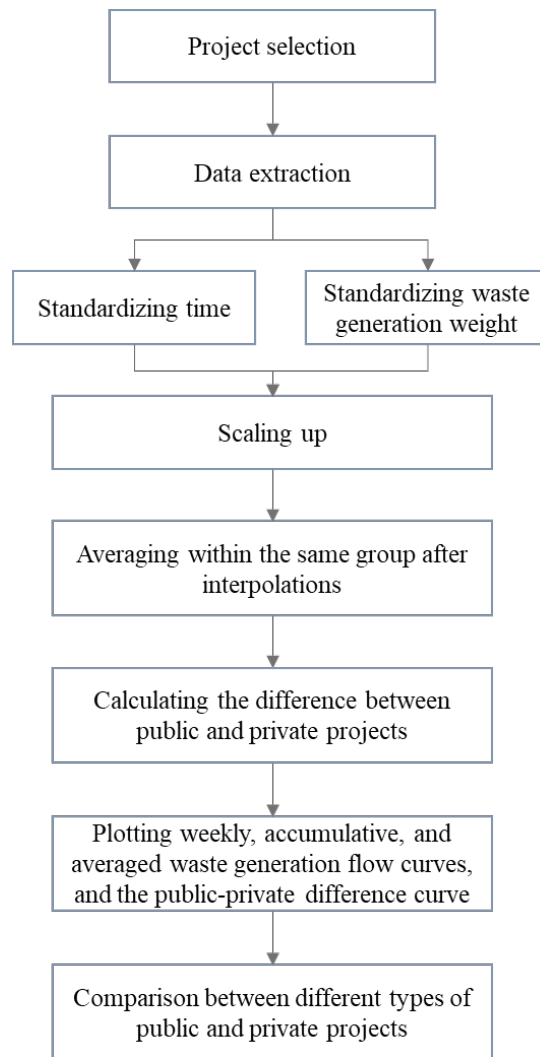 Project selection
Data extraction
Standardizing time
Standardizing waste
generation weight
Scaling up
Averaging within the same group after
interpolations
Calculating the difference between
public and private projects
Plotting weekly, accumulative, and
averaged waste generation flow curves,
and the public-private difference curve
Comparison between different types of
public and private projects